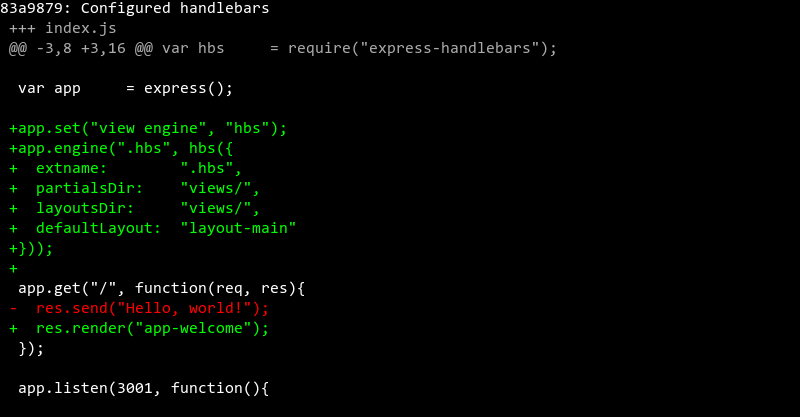 83a9879: Configured handlebars
+++ index.js
@@ -3,8 +3,16 @@ var hbs     = require("express-handlebars");
var app     = express();
+app.set("view engine", "hbs");
+app.engine(".hbs", hbs({
+  extname:        ".hbs",
+  partialsDir:    "views/",
+  layoutsDir:     "views/",
+  defaultLayout:  "layout-main"
+}));
+
app.get("/", function(req, res){
-  res.send("Hello, world!");
+  res.render("app-welcome");
});
app.listen(3001, function(){